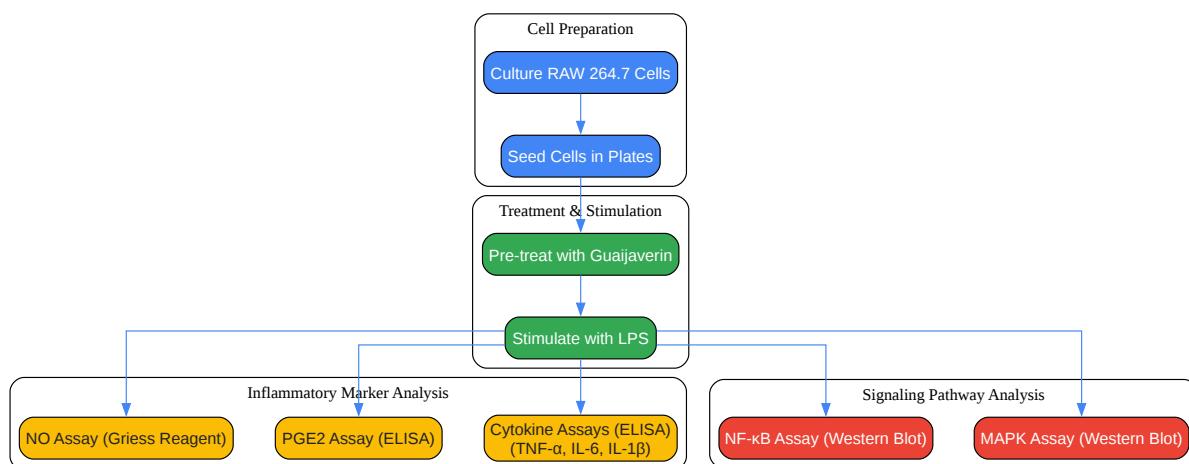 Cell Preparation
Culture RAW 264.7 Cells
Seed Cells in Plates
Treatment & Stimulation
Pre-treat with Guaijaverin
Stimulate with LPS
Inflammatory Marker Analysis
NO Assay (Griess Reagent)
PGE2 Assay (ELISA)
Cytokine Assays (ELISA)
(TNF-α, IL-6, IL-1β)
Signaling Pathway Analysis
NF-κB Assay (Western Blot)
MAPK Assay (Western Blot)